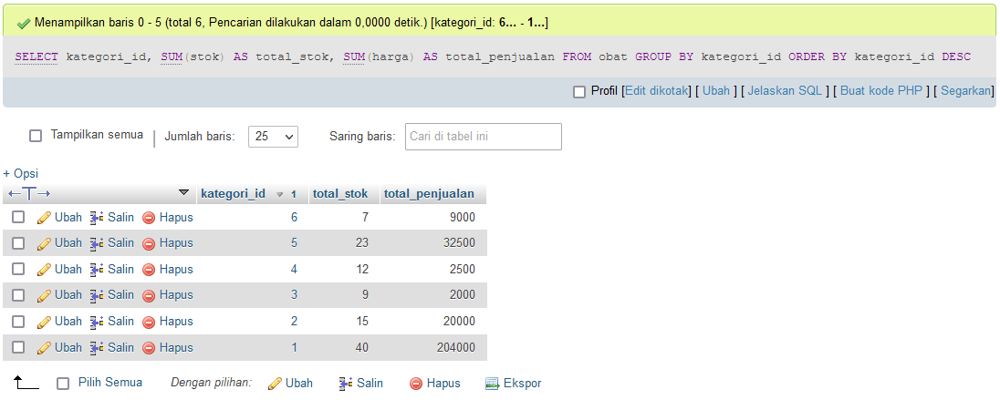 Menampilkan baris 0 - 5 (total 6, Pencarian dilakukan dalam 0,0000 detik.) [kategori_id: 6... - 1...]
SELECT kategori_id, SUM(stok) AS total_stok, SUM(harga) AS total_penjualan FROM obat GROUP BY kategori_id ORDER BY kategori_id DESC
Profil [Edit dikotak] [ Ubah ] [ Jelaskan SQL ] [ Buat kode PHP ] [ Segarkan]
Tampilkan semua | Jumlah baris: 25 Saring baris: Cari di tabel ini
+ Opsi
←T→ kategori_id 1 total_stok total_penjualan
Ubah Salin Hapus 6 7 9000
Ubah Salin Hapus 5 23 32500
Ubah Salin Hapus 4 12 2500
Ubah Salin Hapus 3 9 2000
Ubah Salin Hapus 2 15 20000
Ubah Salin Hapus 1 40 204000
Pilih Semua Dengan pilihan: Ubah Salin Hapus Ekspor